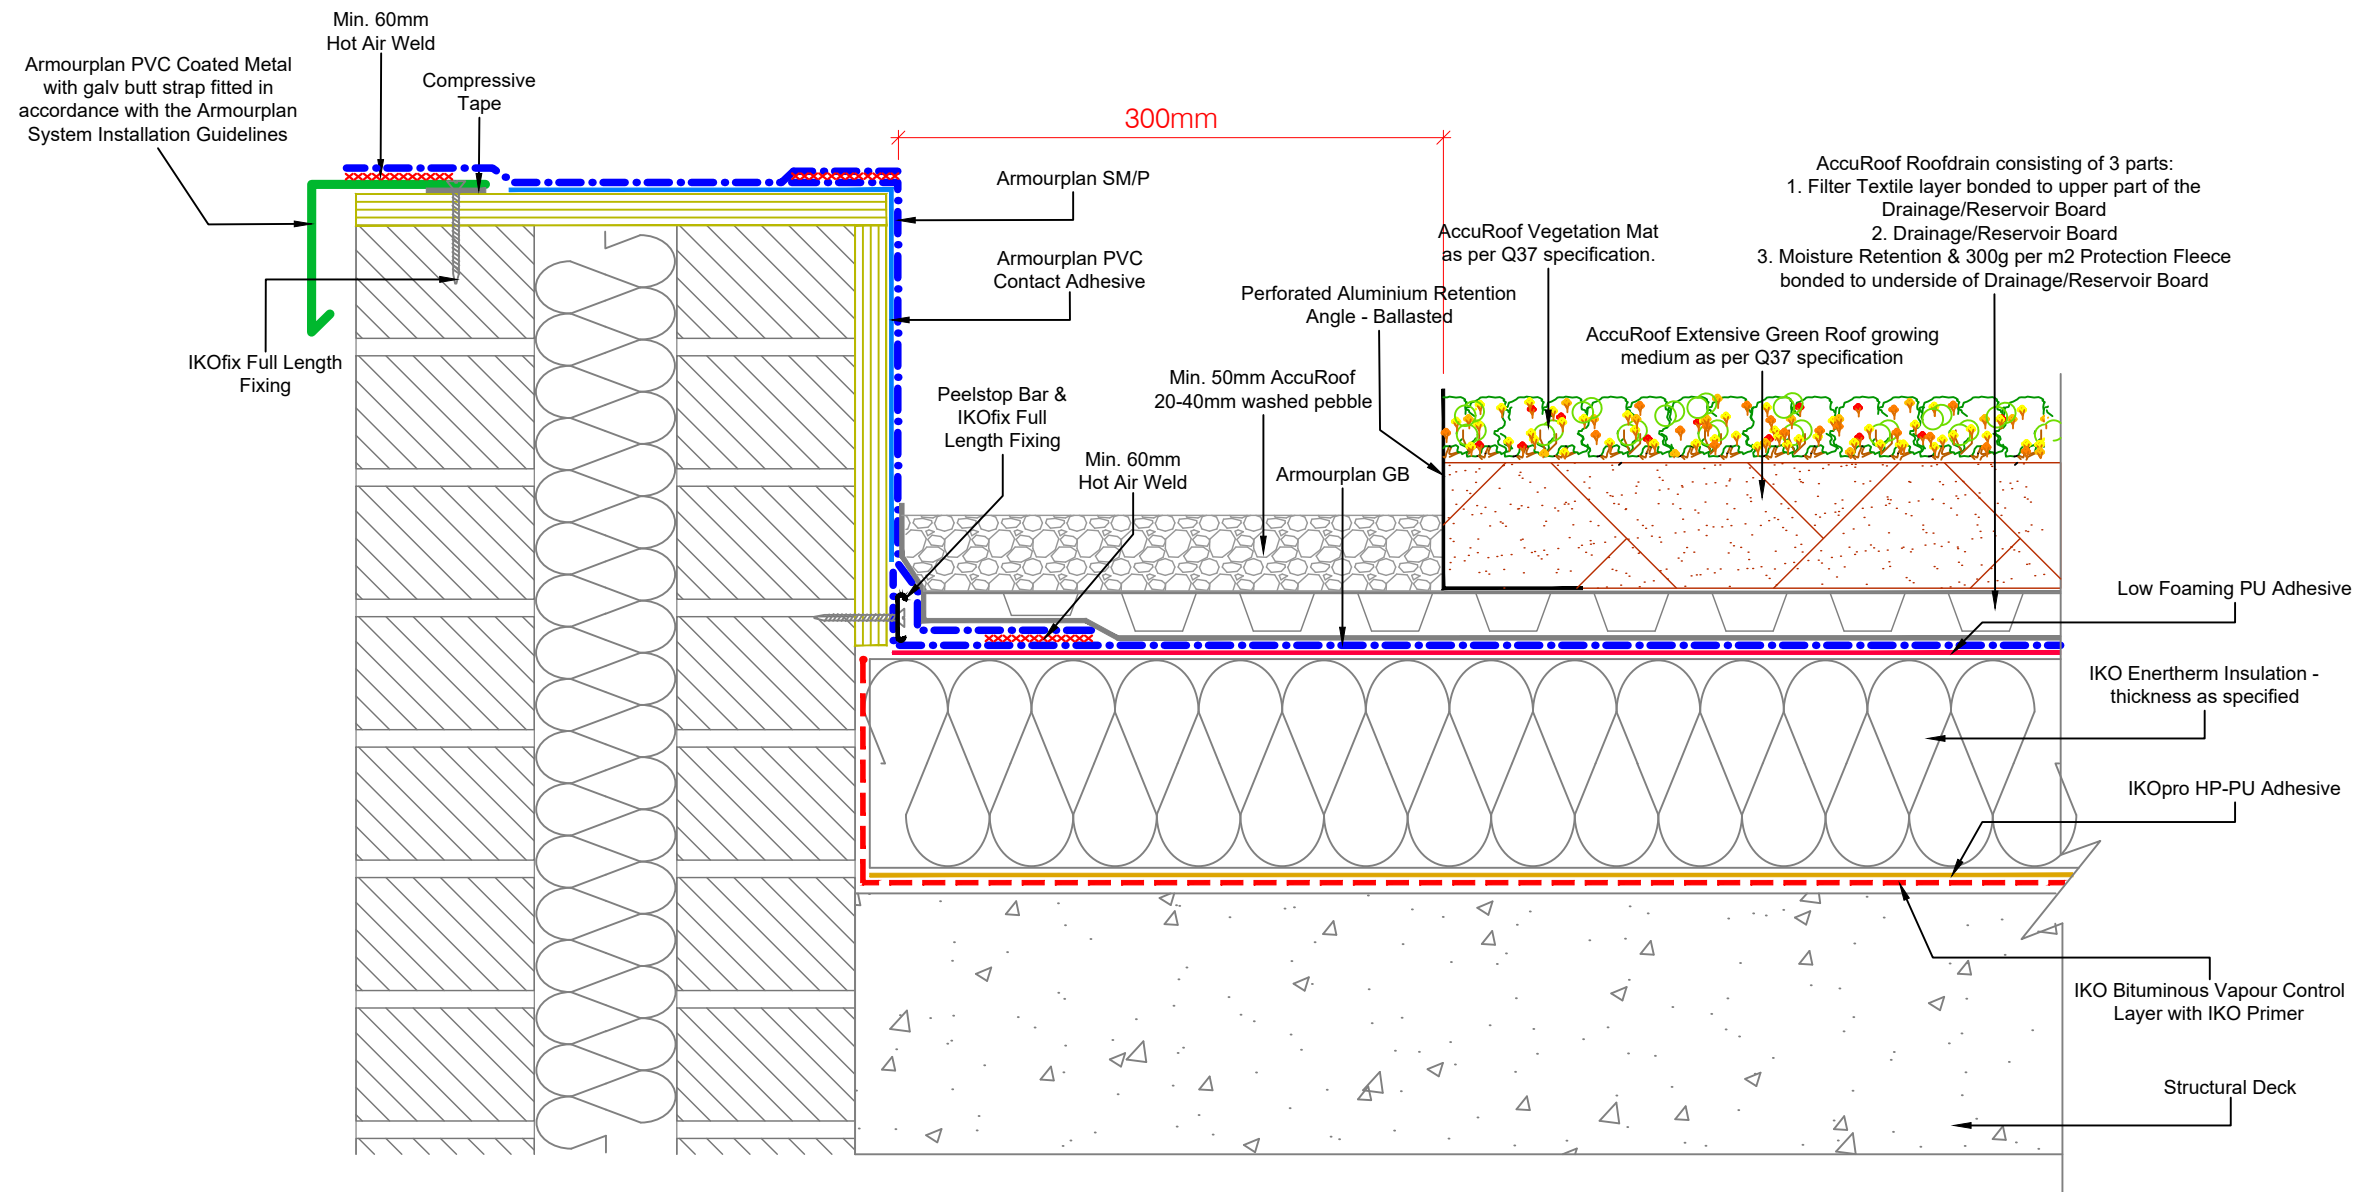 Min. 60mm
Hot Air Weld
Armourplan PVC Coated Metal
with galv butt strap fitted in
accordance with the Armourplan
System Installation Guidelines
Compressive
Tape
300mm
Armourplan SM/P
Armourplan PVC
Contact Adhesive
AccuRoof Vegetation Mat
as per Q37 specification.
AccuRoof Roofdrain consisting of 3 parts:
1. Filter Textile layer bonded to upper part of the
Drainage/Reservoir Board
2. Drainage/Reservoir Board
3. Moisture Retention & 300g per m2 Protection Fleece
bonded to underside of Drainage/Reservoir Board
Perforated Aluminium Retention
Angle - Ballasted
AccuRoof Extensive Green Roof growing
medium as per Q37 specification
IKOfix Full Length
Fixing
Peelstop Bar &
IKOfix Full
Length Fixing
Min. 50mm AccuRoof
20-40mm washed pebble
Min. 60mm
Hot Air Weld
Armourplan GB
Low Foaming PU Adhesive
IKO Enertherm Insulation -
thickness as specified
IKOpro HP-PU Adhesive
IKO Bituminous Vapour Control
Layer with IKO Primer
Structural Deck